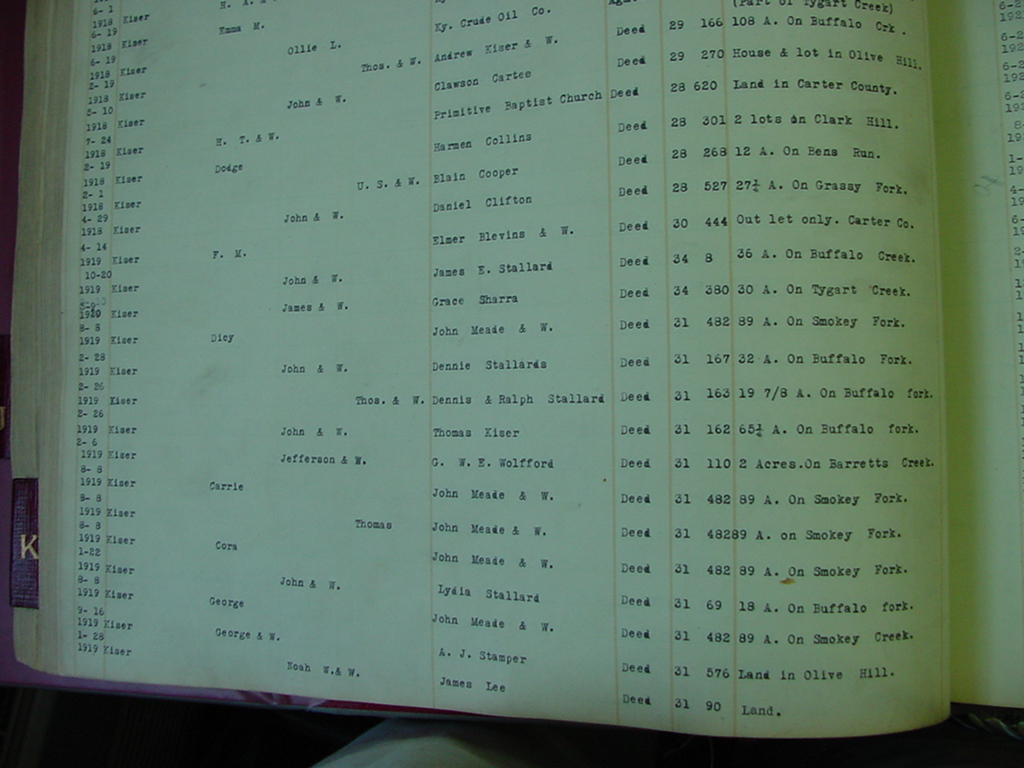 6- 1
1918 Kiser H. A. &
(Part of Tygart Creek)
6- 19
1918 Kiser Emma M.
6- 19
1918 Kiser Ollie L. Ky. Crude Oil Co. Deed 29 166 108 A. On Buffalo Crk.
2- 19
1918 Kiser Thos. & W. Andrew Kiser & W. Deed 29 270 House & lot in Olive Hill.
5- 10
1918 Kiser John & W. Clawson Cartee Deed 28 620 Land in Carter County.
7- 24
1918 Kiser H. T. & W. Primitive Baptist Church Deed 28 301 2 lots on Clark Hill.
2- 19
1918 Kiser Dodge Harmen Collins Deed 28 268 12 A. On Bens Run.
2- 1
1918 Kiser U. S. & W. Blain Cooper Deed 28 527 27¼ A. On Grassy Fork.
4- 29
1918 Kiser John & W. Daniel Clifton Deed 30 444 Out let only. Carter Co.
4- 14
1919 Kiser F. M. Elmer Blevins & W. Deed 34 8 36 A. On Buffalo Creek.
10-20
1919 Kiser John & W. James E. Stallard Deed 34 380 30 A. On Tygart Creek.
1920 Kiser James & W. Grace Sharra Deed 31 482 89 A. On Smokey Fork.
8- 8
1919 Kiser Dicy John Meade & W. Deed 31 167 32 A. On Buffalo Fork.
2- 28
1919 Kiser John & W. Dennie Stallards Deed 31 163 19 7/8 A. On Buffalo fork.
2- 26
1919 Kiser Thos. & W. Dennis & Ralph Stallard Deed 31 162 65¼ A. On Buffalo fork.
2- 26
1919 Kiser John & W. Thomas Kiser Deed 31 110 2 Acres.On Barretts Creek.
2- 6
1919 Kiser Jefferson & W. G. W. E. Wolfford Deed 31 482 89 A. On Smokey Fork.
8- 8
1919 Kiser Carrie John Meade & W. Deed 31 48289 A. on Smokey Fork.
8- 8
1919 Kiser Thomas John Meade & W. Deed 31 482 89 A. On Smokey Fork.
8- 8
1919 Kiser Cora John Meade & W. Deed 31 69 18 A. On Buffalo fork.
1-22
1919 Kiser John & W. Lydia Stallard Deed 31 482 89 A. On Smokey Creek.
8- 8
1919 Kiser George John Meade & W. Deed 31 576 Land in Olive Hill.
9- 16
1919 Kiser George & W. A. J. Stamper Deed 31 90 Land.
1- 28
1919 Kiser Noah W.& W. James Lee
K